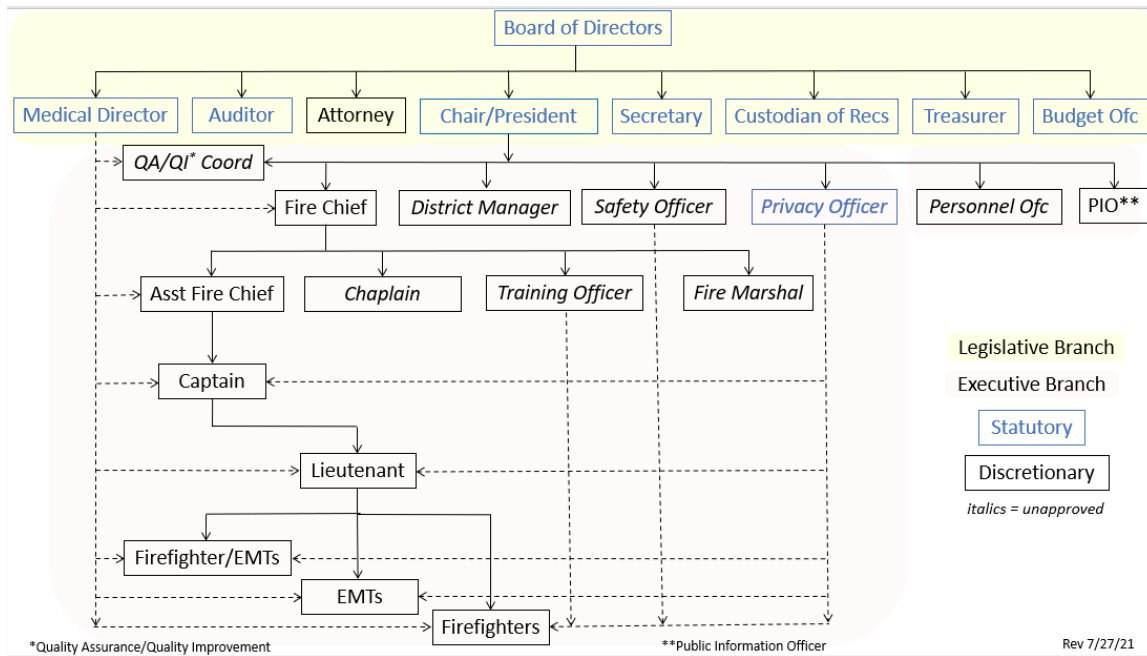 Board of Directors
Medical Director
Auditor
Attorney
Chair/President
Secretary
Custodian of Recs
Treasurer
Budget Ofc
QA/QI* Coord
Fire Chief
District Manager
Safety Officer
Privacy Officer
Personnel Ofc
PIO**
Asst Fire Chief
Chaplain
Training Officer
Fire Marshal
Legislative Branch
Captain
Executive Branch
Statutory
Lieutenant
Discretionary
italics = unapproved
Firefighter/EMTs
EMTs
Firefighters
*Quality Assurance/Quality Improvement
**Public Information Officer
Rev 7/27/21